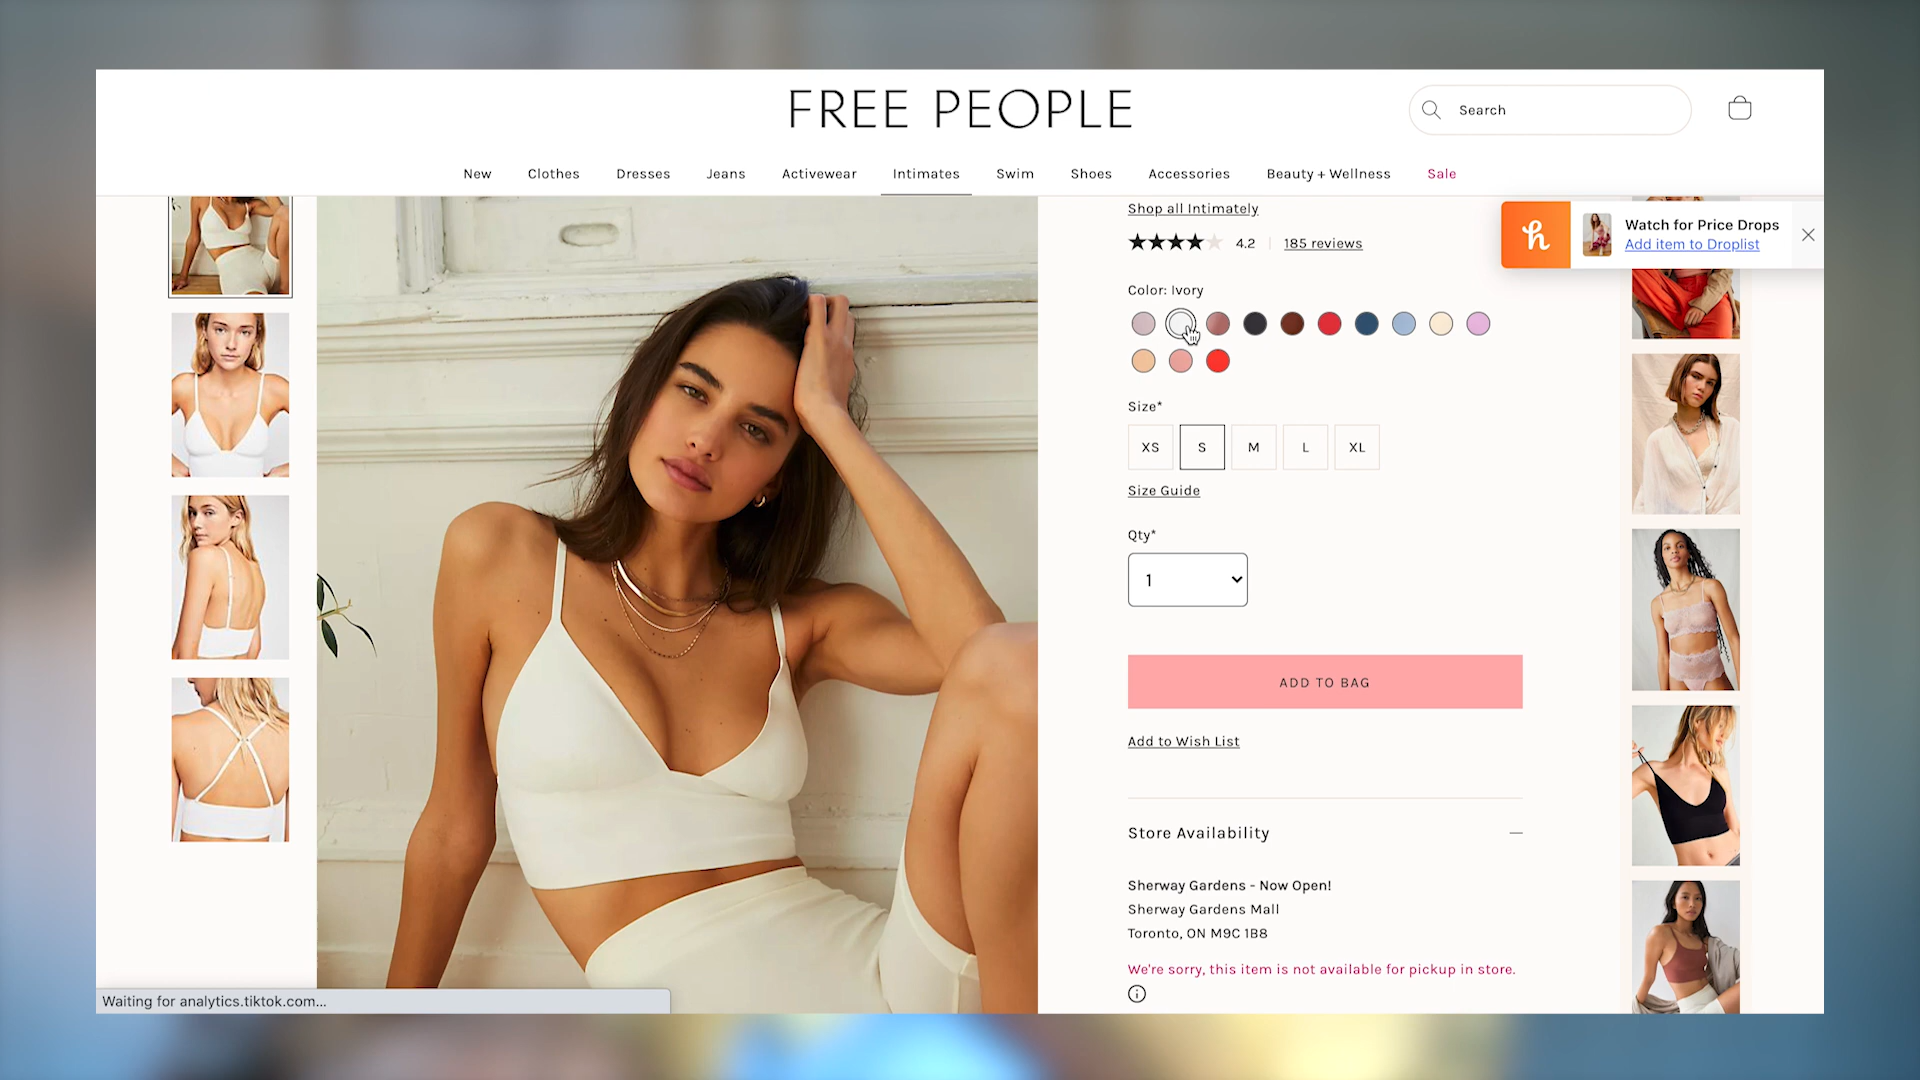 FREE PEOPLE
Search
New Clothes Dresses Jeans Activewear Intimates Swim Shoes Accessories Beauty + Wellness Sale
Shop all Intimately
4.2 185 reviews
Watch for Price Drops
Add item to Droplist
Color: Ivory
Size*
XS S M L XL
Size Guide
Qty*
1
ADD TO BAG
Add to Wish List
Store Availability
Sherway Gardens - Now Open!
Sherway Gardens Mall
Toronto, ON M9C 1B8
We're sorry, this item is not available for pickup in store.
Waiting for analytics.tiktok.com...